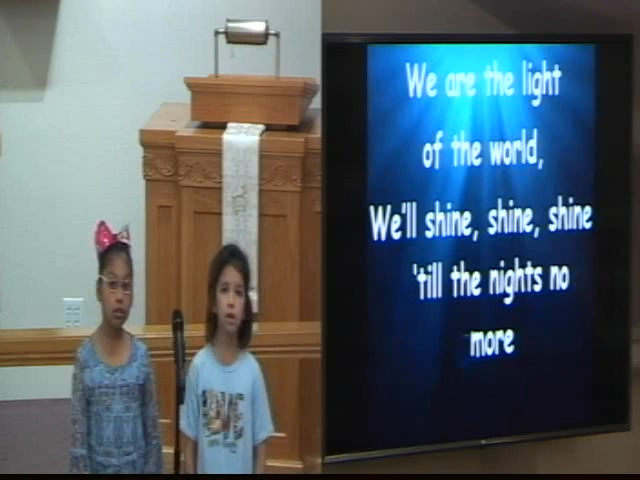 We are the light
of the world,
We'll shine, shine, shine
'till the nights no
more